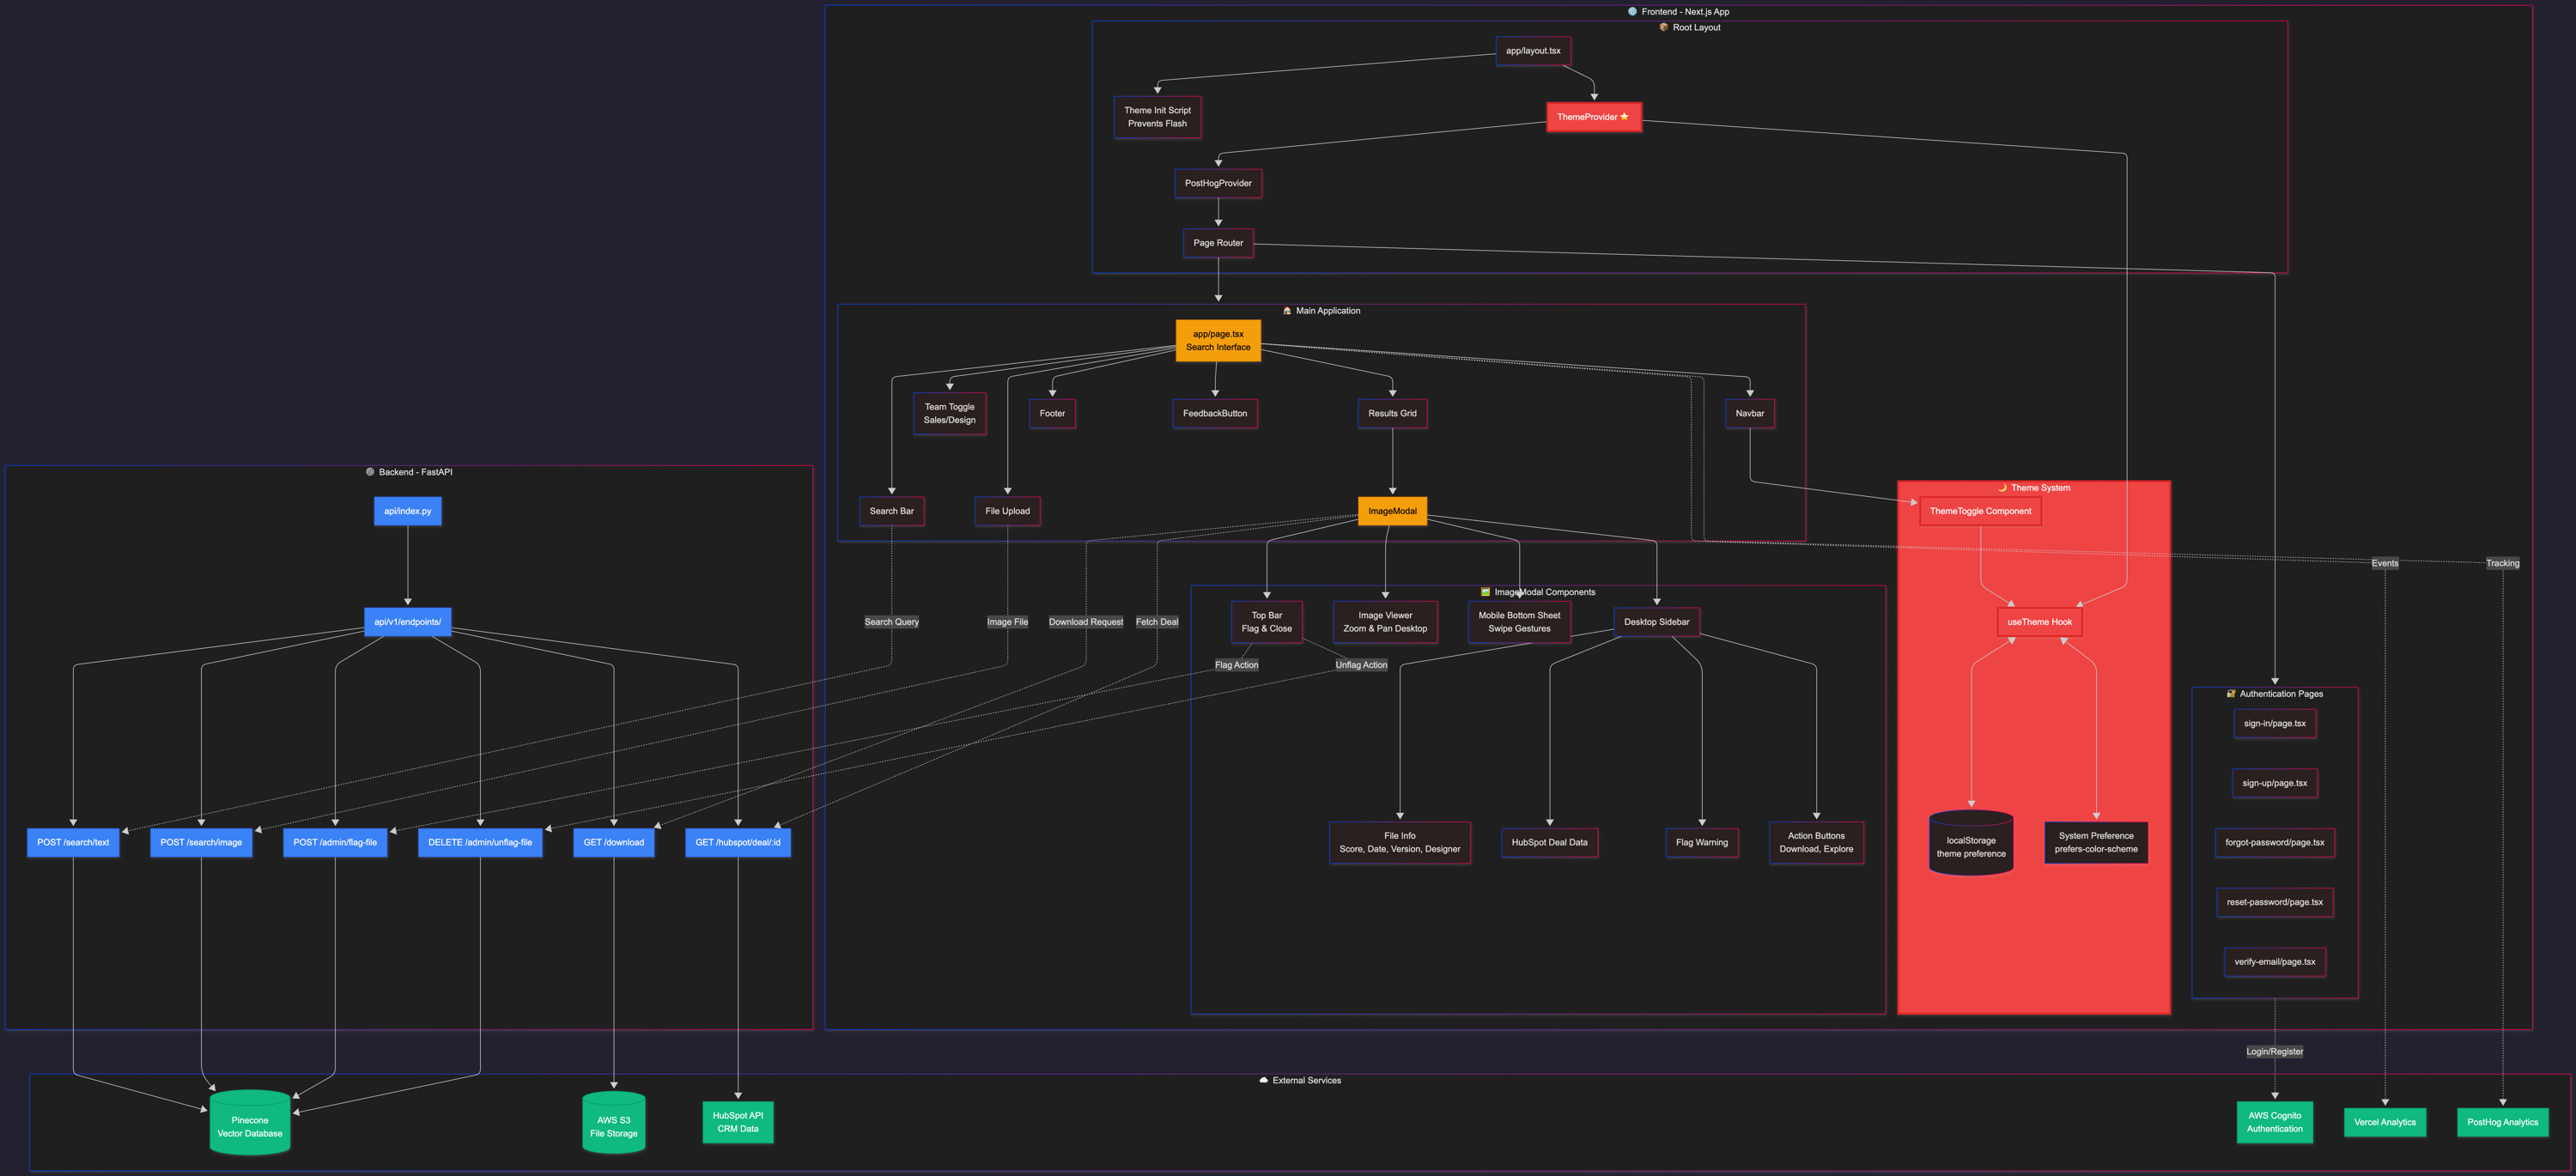 🌐 Frontend - Next.js App
📦 Root Layout
app/layout.tsx
Theme Init Script
Prevents Flash
ThemeProvider ⭐
PostHogProvider
Page Router
🏠 Main Application
app/page.tsx
Search Interface
Team Toggle
Sales/Design
Footer
FeedbackButton
Results Grid
Navbar
Search Bar
File Upload
ImageModal
🌙 Theme System
ThemeToggle Component
useTheme Hook
localStorage
theme preference
System Preference
prefers-color-scheme
Events
Tracking
🖼️ ImageModal Components
Top Bar
Flag & Close
Image Viewer
Zoom & Pan Desktop
Mobile Bottom Sheet
Swipe Gestures
Desktop Sidebar
Search Query
Image File
Download Request
Fetch Deal
Flag Action
Unflag Action
File Info
Score, Date, Version, Designer
HubSpot Deal Data
Flag Warning
Action Buttons
Download, Explore
🔐 Authentication Pages
sign-in/page.tsx
sign-up/page.tsx
forgot-password/page.tsx
reset-password/page.tsx
verify-email/page.tsx
Login/Register
Backend - FastAPI
api/index.py
api/v1/endpoints/
POST /search/text
POST /search/image
POST /admin/flag-file
DELETE /admin/unflag-file
GET /download
GET /hubspot/deal/:id
☁️ External Services
Pinecone
Vector Database
AWS S3
File Storage
HubSpot API
CRM Data
AWS Cognito
Authentication
Vercel Analytics
PostHog Analytics